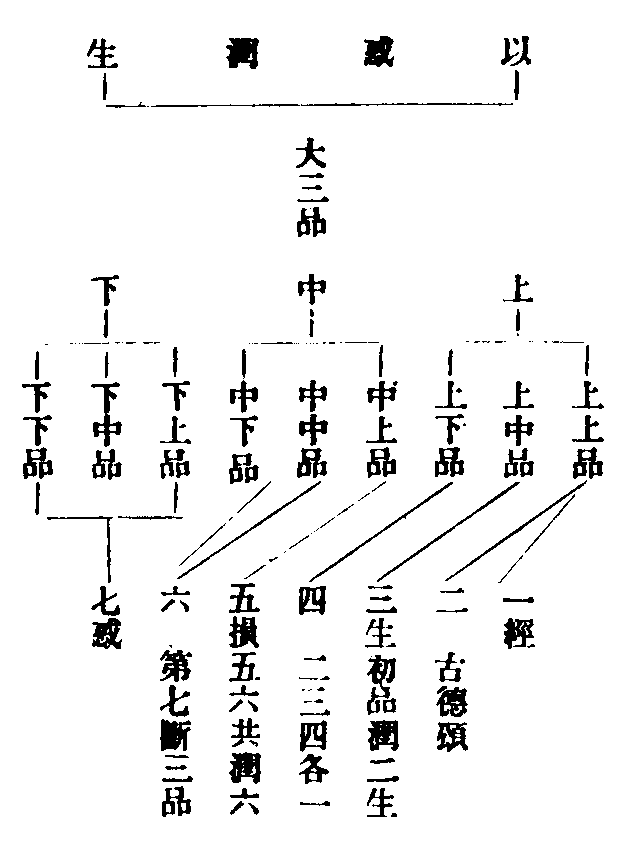 以惑潤生
大三品
上
中
下
上上品
上中品
上下品
中上品
中中品
中下品
下上品
下中品
下下品
一經
二 古德頌
三生初品潤二生
四 二三四各一
五損五六共潤六
六 第七斷三品
七惑